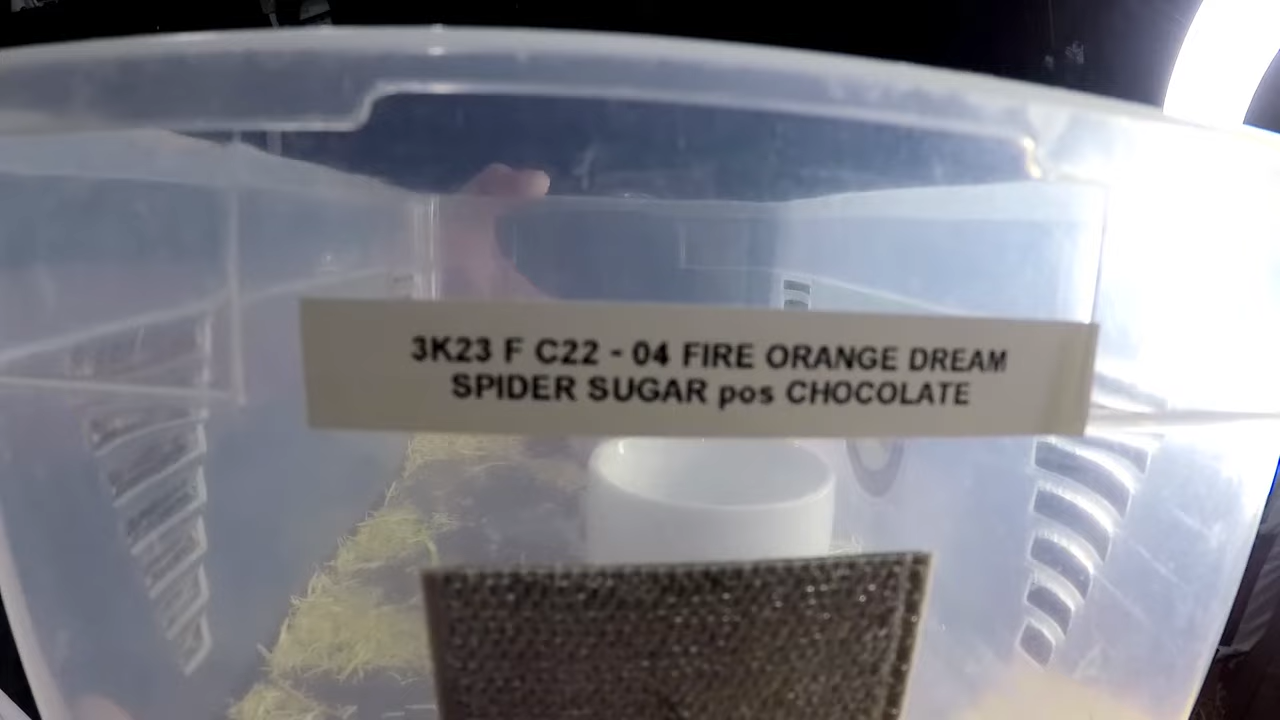 3K23 F C22 - 04 FIRE ORANGE DREAM
SPIDER SUGAR pos CHOCOLATE